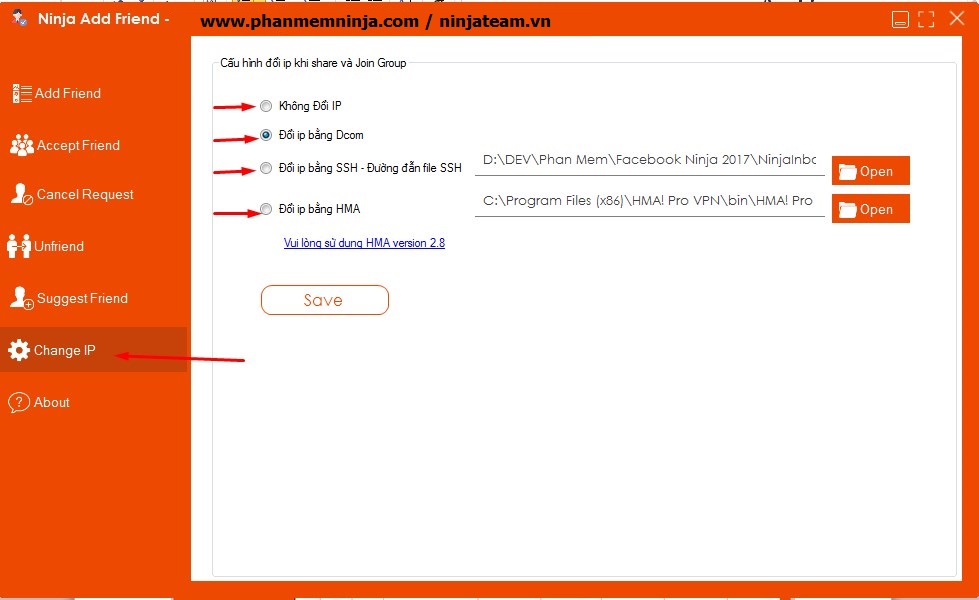 Ninja Add Friend -
www.phanmemninja.com / ninjateam.vn
Add Friend
Accept Friend
Cancel Request
Unfriend
Suggest Friend
Change IP
About
Cấu hình đổi ip khi share và Join Group
Không Đổi IP
Đổi ip bằng Dcom
Đổi ip bằng SSH - Đường đẫn file SSH
D:\DEV\Phan Mem\Facebook Ninja 2017\NinjaInbo
Open
Đổi ip bằng HMA
C:\Program Files (x86)\HMA! Pro VPN\bin\HMA! Pro
Open
Vui lòng sử dụng HMA version 2.8
Save